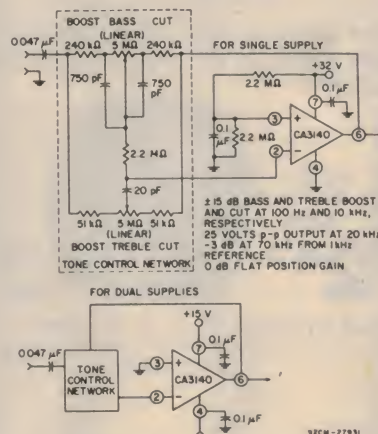 BOOST BASS CUT
(LINEAR)
0.047 µF
240 kΩ 5 MΩ 240 kΩ
FOR SINGLE SUPPLY
750 pF
750
pF
+32 V
2.2 MΩ
7
0.1 µF
0.1
µF
2.2 MΩ
3
+
CA3140
6
2
−
4
2.2
MΩ
20 pF
51 kΩ 5 MΩ 51 kΩ
(LINEAR)
BOOST TREBLE CUT
TONE CONTROL NETWORK
±15 dB BASS AND TREBLE BOOST
AND CUT AT 100 Hz AND 10 kHz,
RESPECTIVELY
25 VOLTS p-p OUTPUT AT 20 kHz
-3 dB AT 70 kHz FROM 1kHz
REFERENCE
0 dB FLAT POSITION GAIN
FOR DUAL SUPPLIES
+15 V
0.047 µF
7
0.1 µF
TONE
CONTROL
NETWORK
3
+
CA3140
6
2
−
4
0.1 µF
92CM-27931